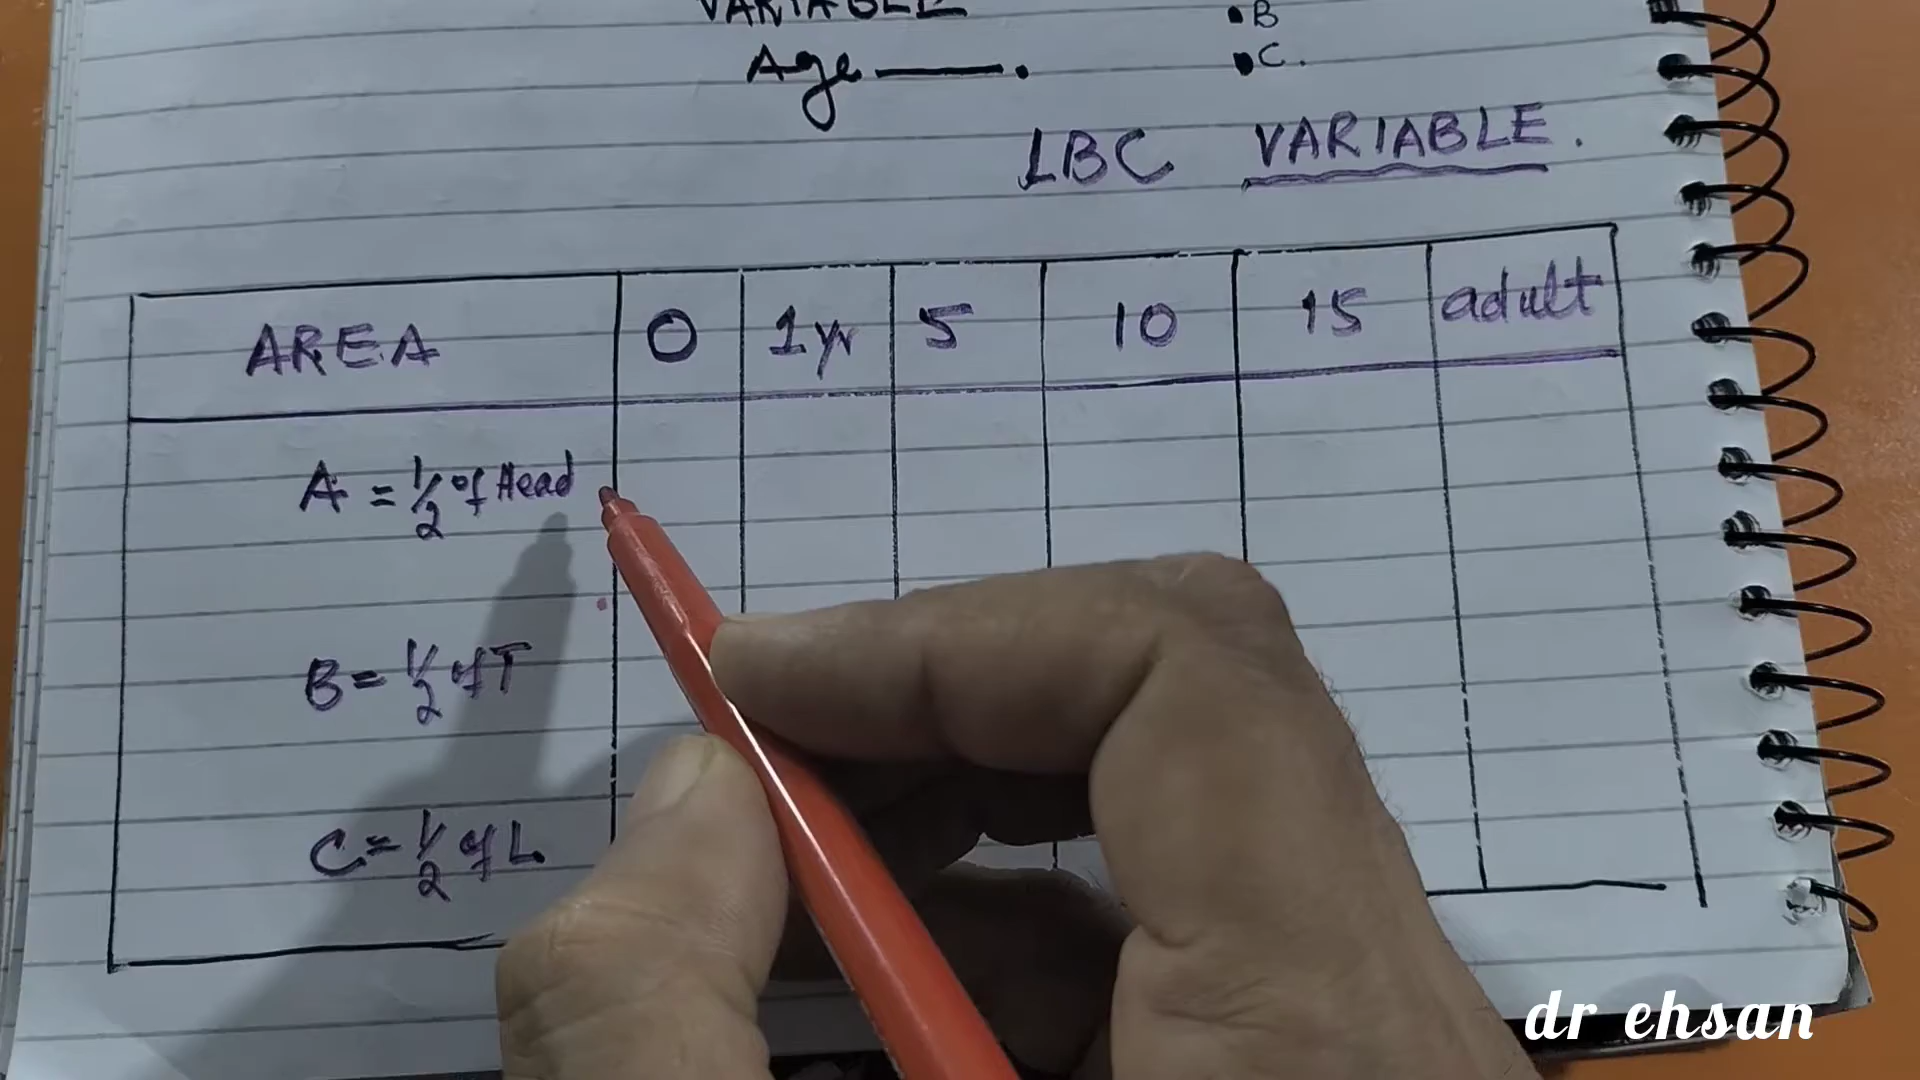 VARIABLE
• B
Age —— .
• C .
LBC VARIABLE .
AREA 0 1yr 5 10 15 adult
A = 1/2 of Head
B = 1/2 of T
C = 1/2 of L
dr ehsan